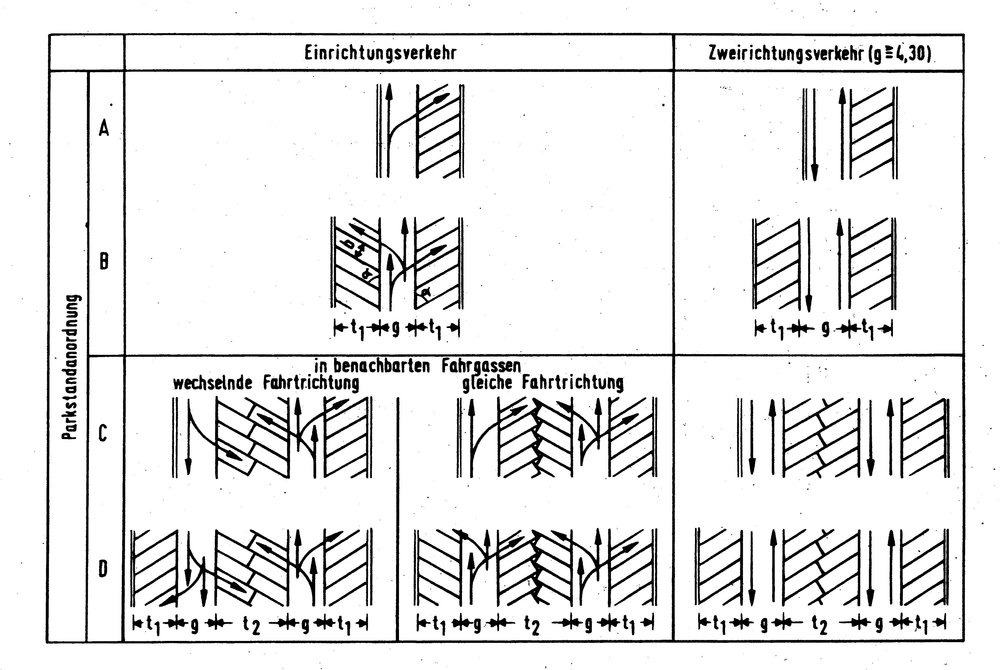 Einrichtungsverkehr
Zweirichtungsverkehr (g ≧ 4,30)
Parkstandanordnung
A
B
b
α
α
t1 g t1
t1 g t1
in benachbarten Fahrgassen
wechselnde Fahrtrichtung
gleiche Fahrtrichtung
C
D
t1 g t2 g t1
t1 g t2 g t1
t1 g t2 g t1